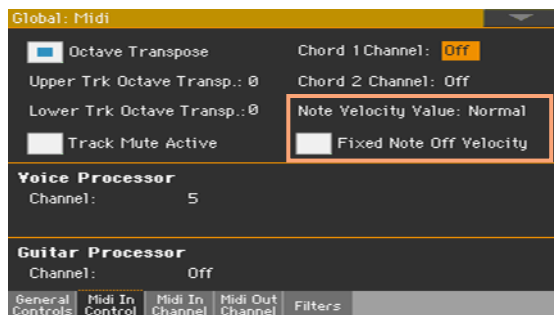 Global: Midi
Octave Transpose
Chord 1 Channel: Off
Upper Trk Octave Transp.: 0
Chord 2 Channel: Off
Lower Trk Octave Transp.: 0
Note Velocity Value: Normal
Track Mute Active
Fixed Note Off Velocity
Voice Processor
Channel: 5
Guitar Processor
Channel: Off
General Controls
Midi In Control
Midi In Channel
Midi Out Channel
Filters